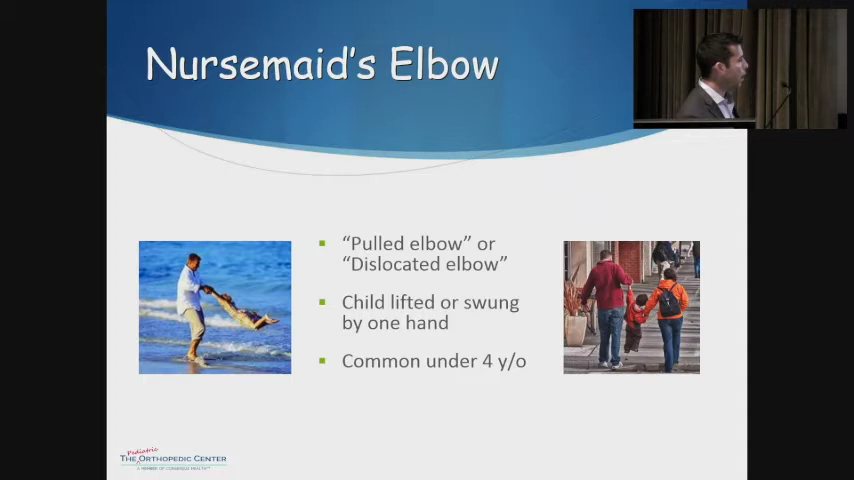 Nursemaid's Elbow
"Pulled elbow" or
"Dislocated elbow"
Child lifted or swung
by one hand
Common under 4 y/o
Pediatric
THE ORTHOPEDIC CENTER
A MEMBER OF CONSENSUS HEALTH